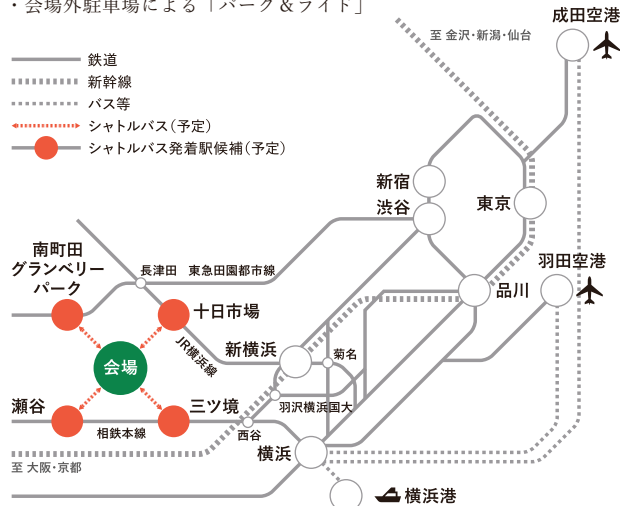 ・会場外駐車場による「パーク&ライド」
鉄道
新幹線
バス等
シャトルバス(予定)
シャトルバス発着駅候補(予定)
成田空港
至 金沢・新潟・仙台
新宿
渋谷
東京
羽田空港
品川
南町田
グランベリー
パーク
長津田
東急田園都市線
十日市場
JR横浜線
新横浜
菊名
会場
羽沢横浜国大
瀬谷
三ツ境
相鉄本線
西谷
横浜
至 大阪・京都
横浜港